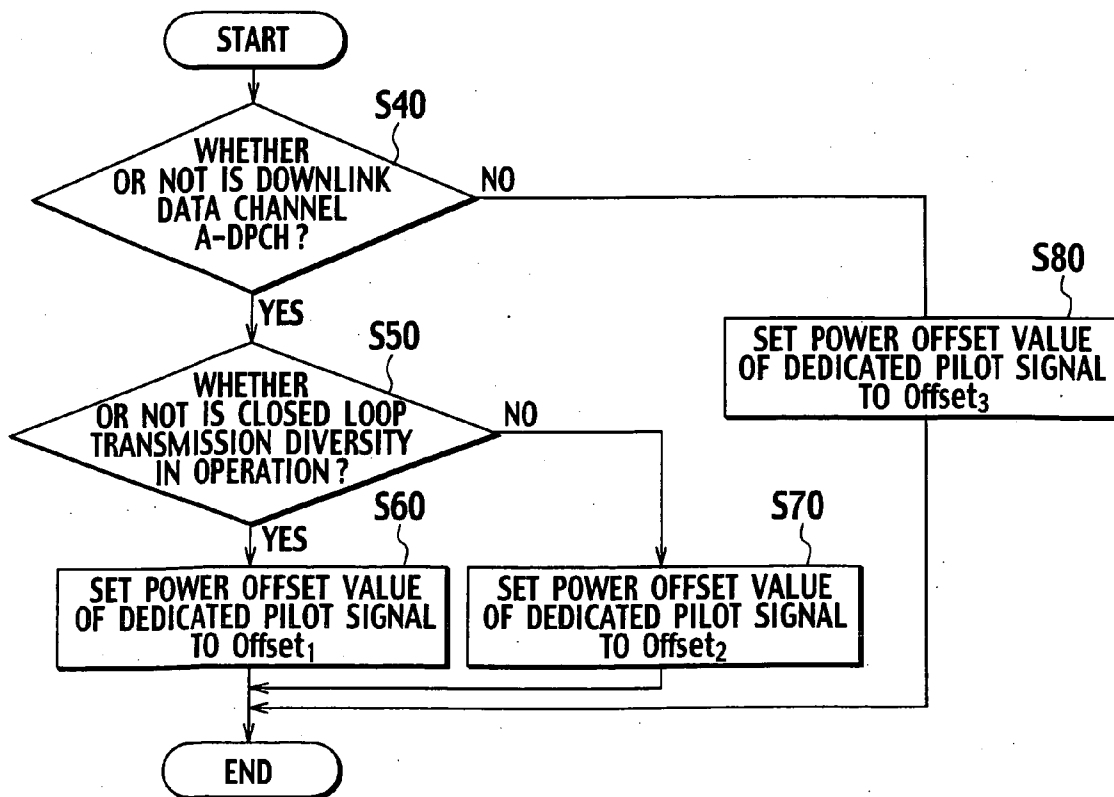 START
S40
WHETHER
OR NOT IS DOWNLINK
DATA CHANNEL
A-DPCH ?
NO
YES
S80
SET POWER OFFSET VALUE
OF DEDICATED PILOT SIGNAL
TO Offset₃
S50
WHETHER
OR NOT IS CLOSED LOOP
TRANSMISSION DIVERSITY
IN OPERATION ?
NO
YES
S60
SET POWER OFFSET VALUE
OF DEDICATED PILOT SIGNAL
TO Offset₁
S70
SET POWER OFFSET VALUE
OF DEDICATED PILOT SIGNAL
TO Offset₂
END